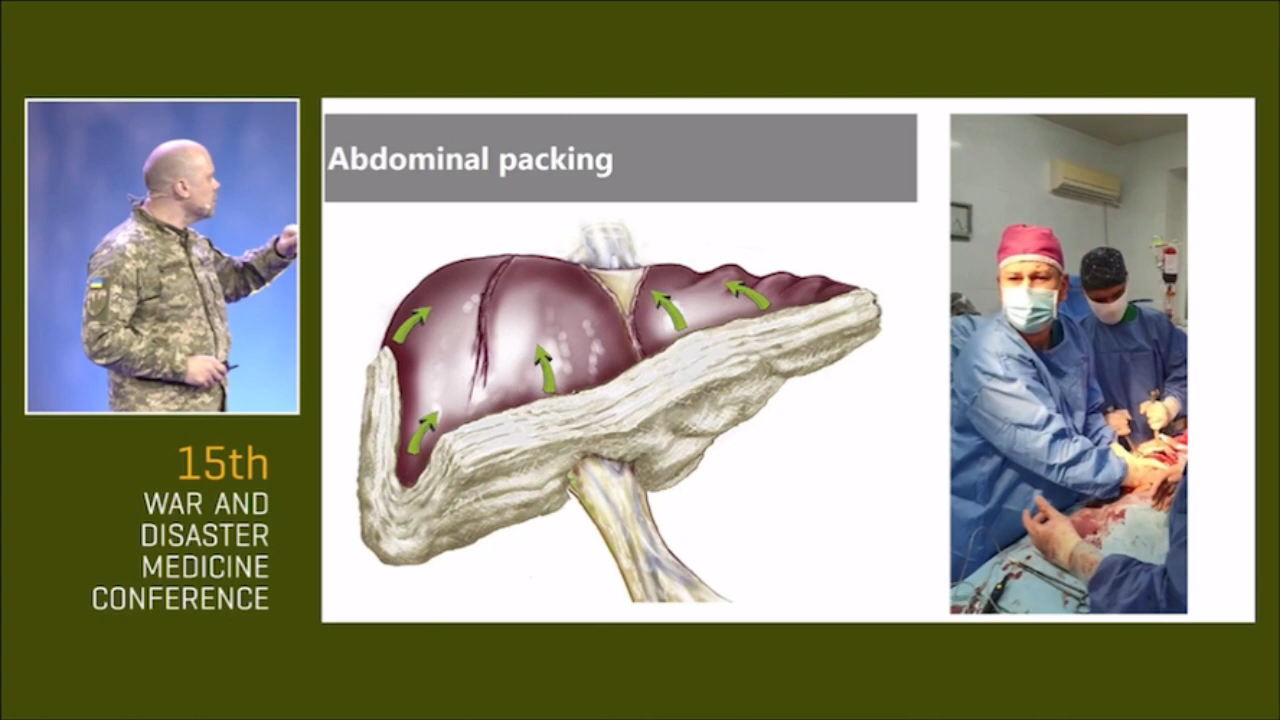 Abdominal packing
15th
WAR AND
DISASTER
MEDICINE
CONFERENCE